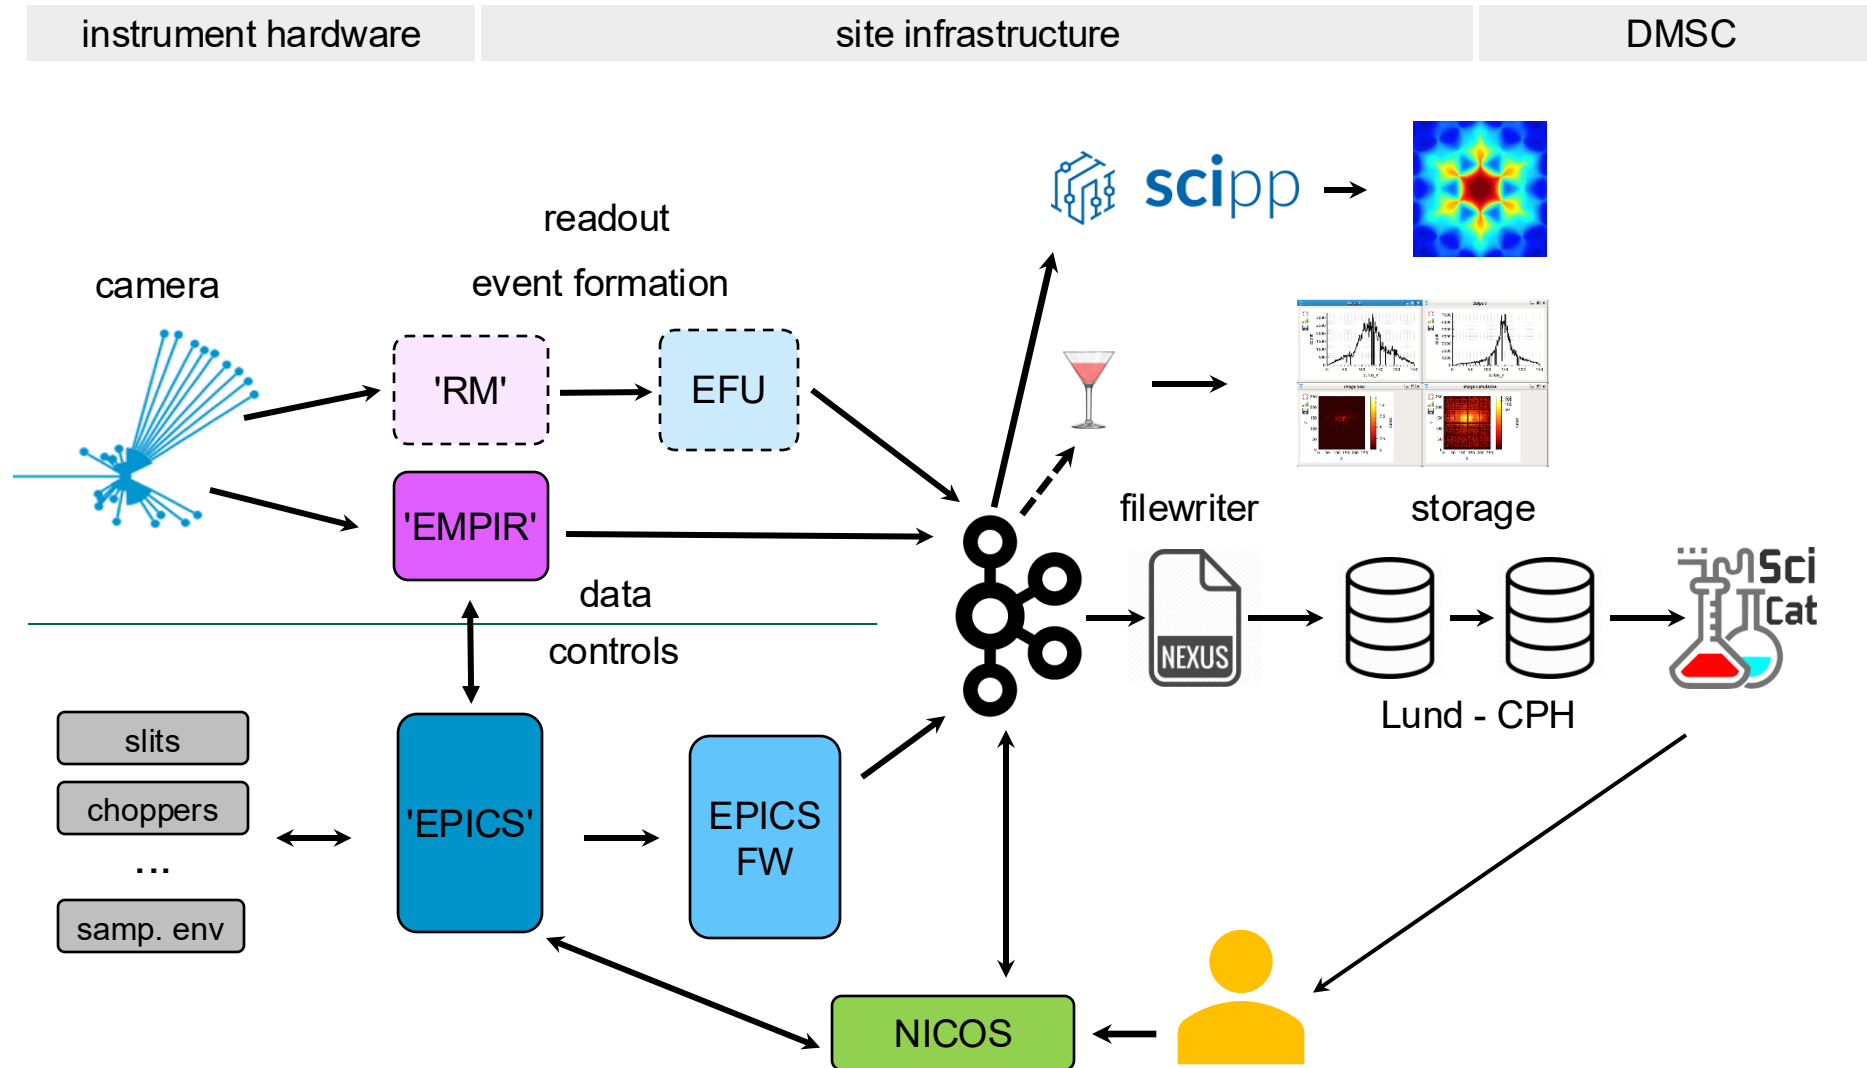 instrument hardware
site infrastructure
DMSC
scipp
readout
event formation
camera
'RM'
EFU
'EMPIR'
filewriter
storage
data
controls
NEXUS
Sci
Cat
Lund - CPH
slits
choppers
...
samp. env
'EPICS'
EPICS
FW
NICOS